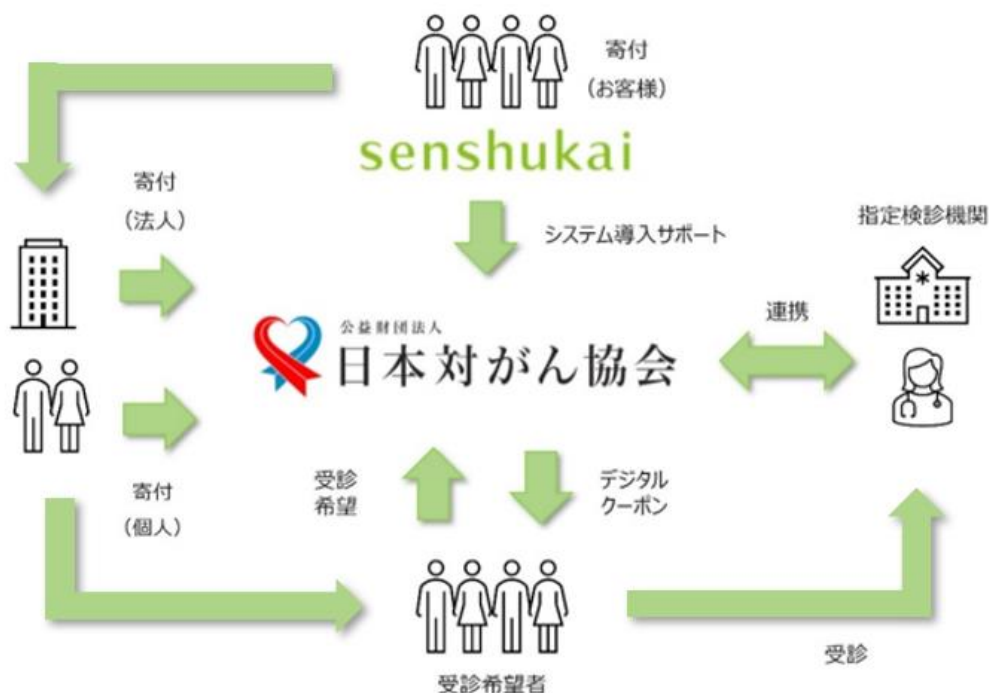 寄付
（お客様）
senshukai
寄付
（法人）
システム導入サポート
指定検診機関
公益財団法人
日本対がん協会
連携
受診
希望
デジタル
クーポン
寄付
（個人）
受診希望者
受診